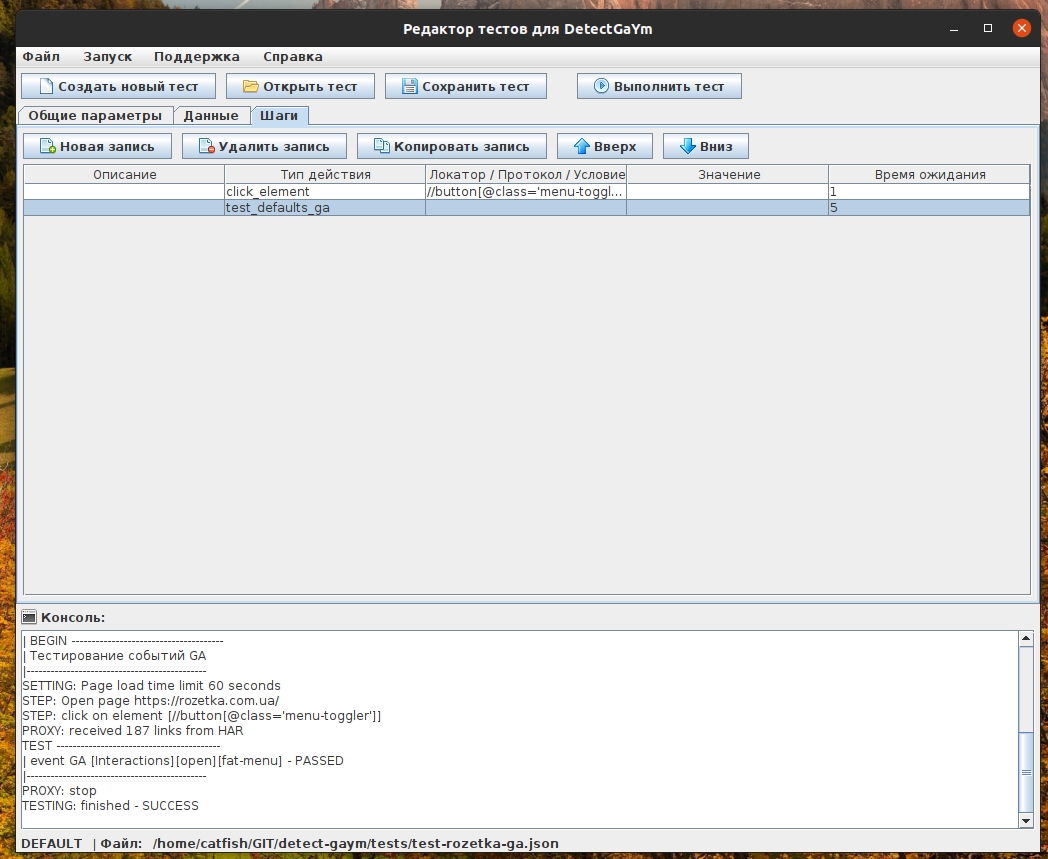 Редактор тестов для DetectGaYm
Файл Запуск Поддержка Справка
Создать новый тест Открыть тест Сохранить тест Выполнить тест
Общие параметры Данные Шаги
Новая запись Удалить запись Копировать запись Вверх Вниз
Описание Тип действия Локатор / Протокол / Условие Значение Время ожидания
click_element //button[@class='menu-toggl... 1
test_defaults_ga 5
Консоль:
| BEGIN --------------------------------------
| Тестирование событий GA
|---------------------------------------------
SETTING: Page load time limit 60 seconds
STEP: Open page https://rozetka.com.ua/
STEP: click on element [//button[@class='menu-toggler']]
PROXY: received 187 links from HAR
TEST -----------------------------------------
| event GA [Interactions][open][fat-menu] - PASSED
|---------------------------------------------
PROXY: stop
TESTING: finished - SUCCESS
DEFAULT | Файл: /home/catfish/GIT/detect-gaym/tests/test-rozetka-ga.json